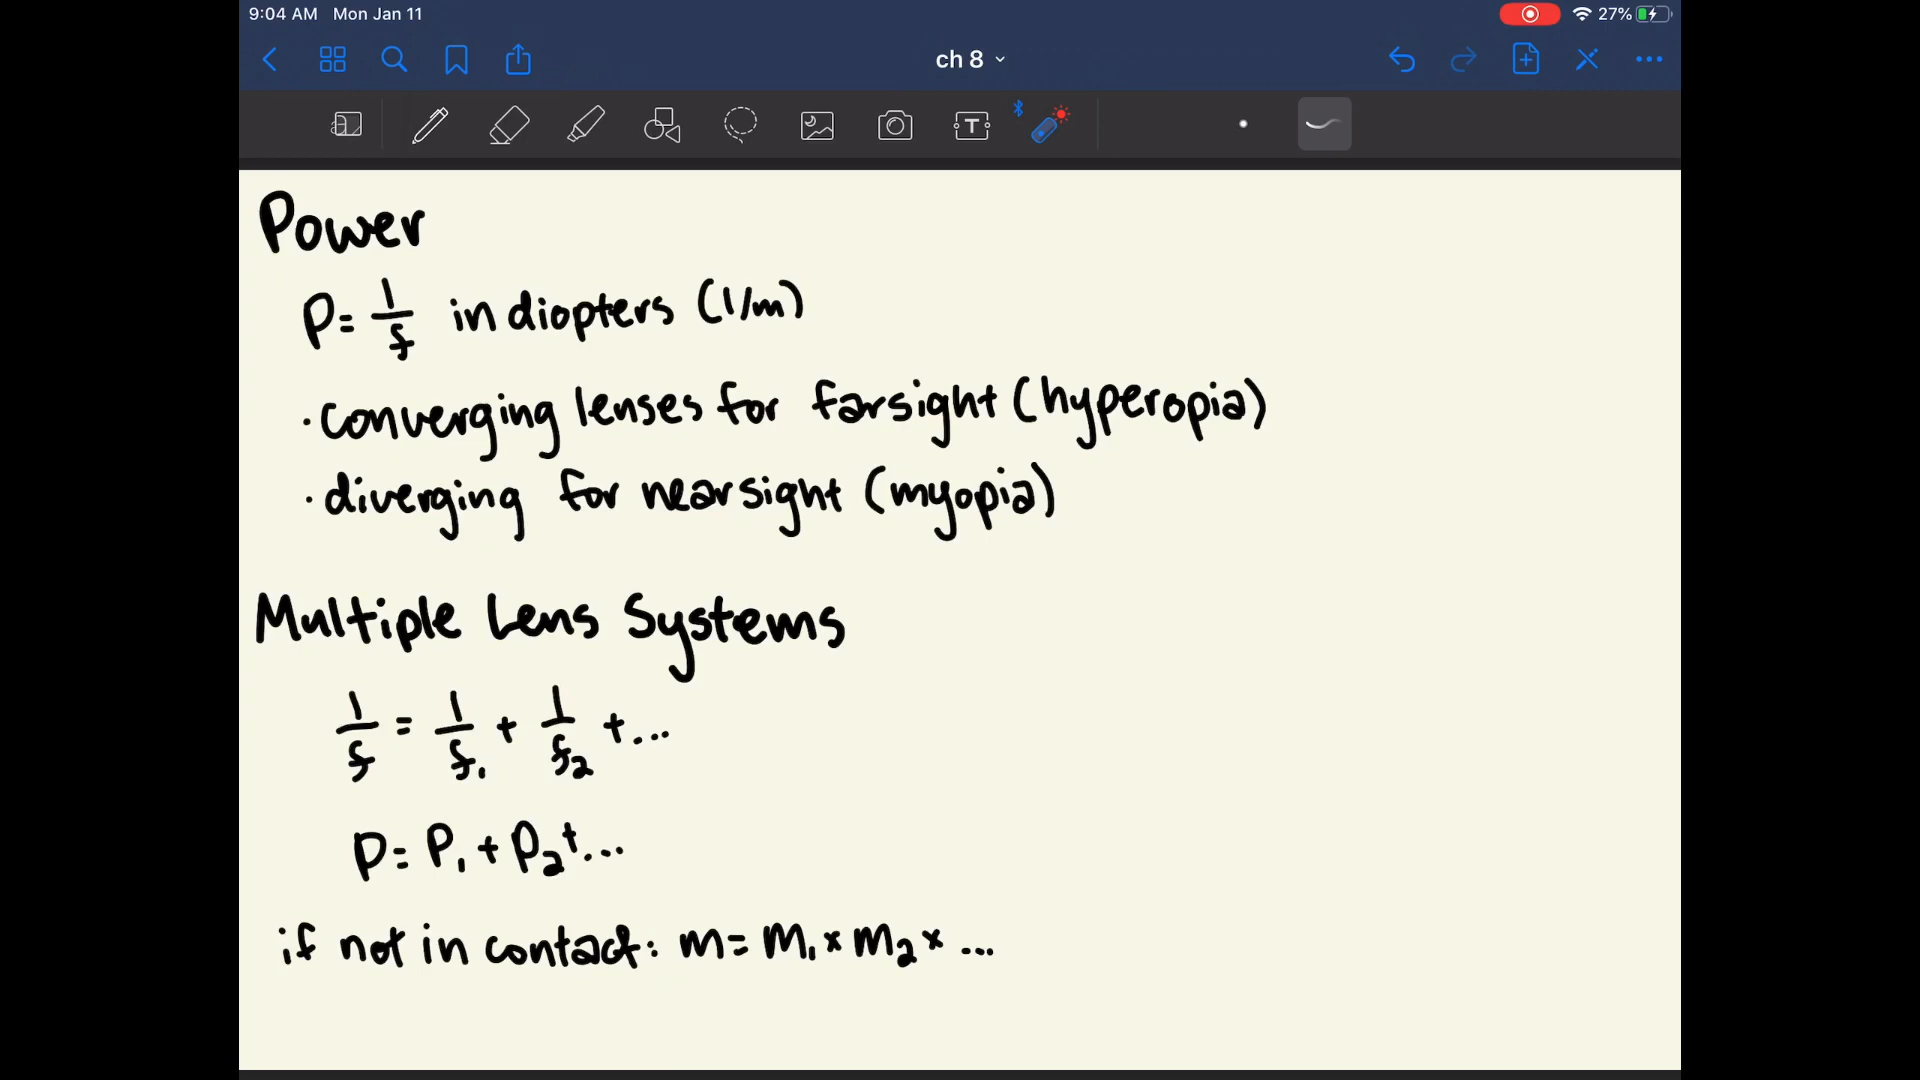 9:04 AM Mon Jan 11 27%
ch 8
T
Power
P = 1/f in diopters (1/m)
· converging lenses for farsight (hyperopia)
· diverging for nearsight (myopia)
Multiple Lens Systems
1/f = 1/f₁ + 1/f₂ + ...
P = P₁ + P₂ + ...
if not in contact: m = m₁ × m₂ × ...